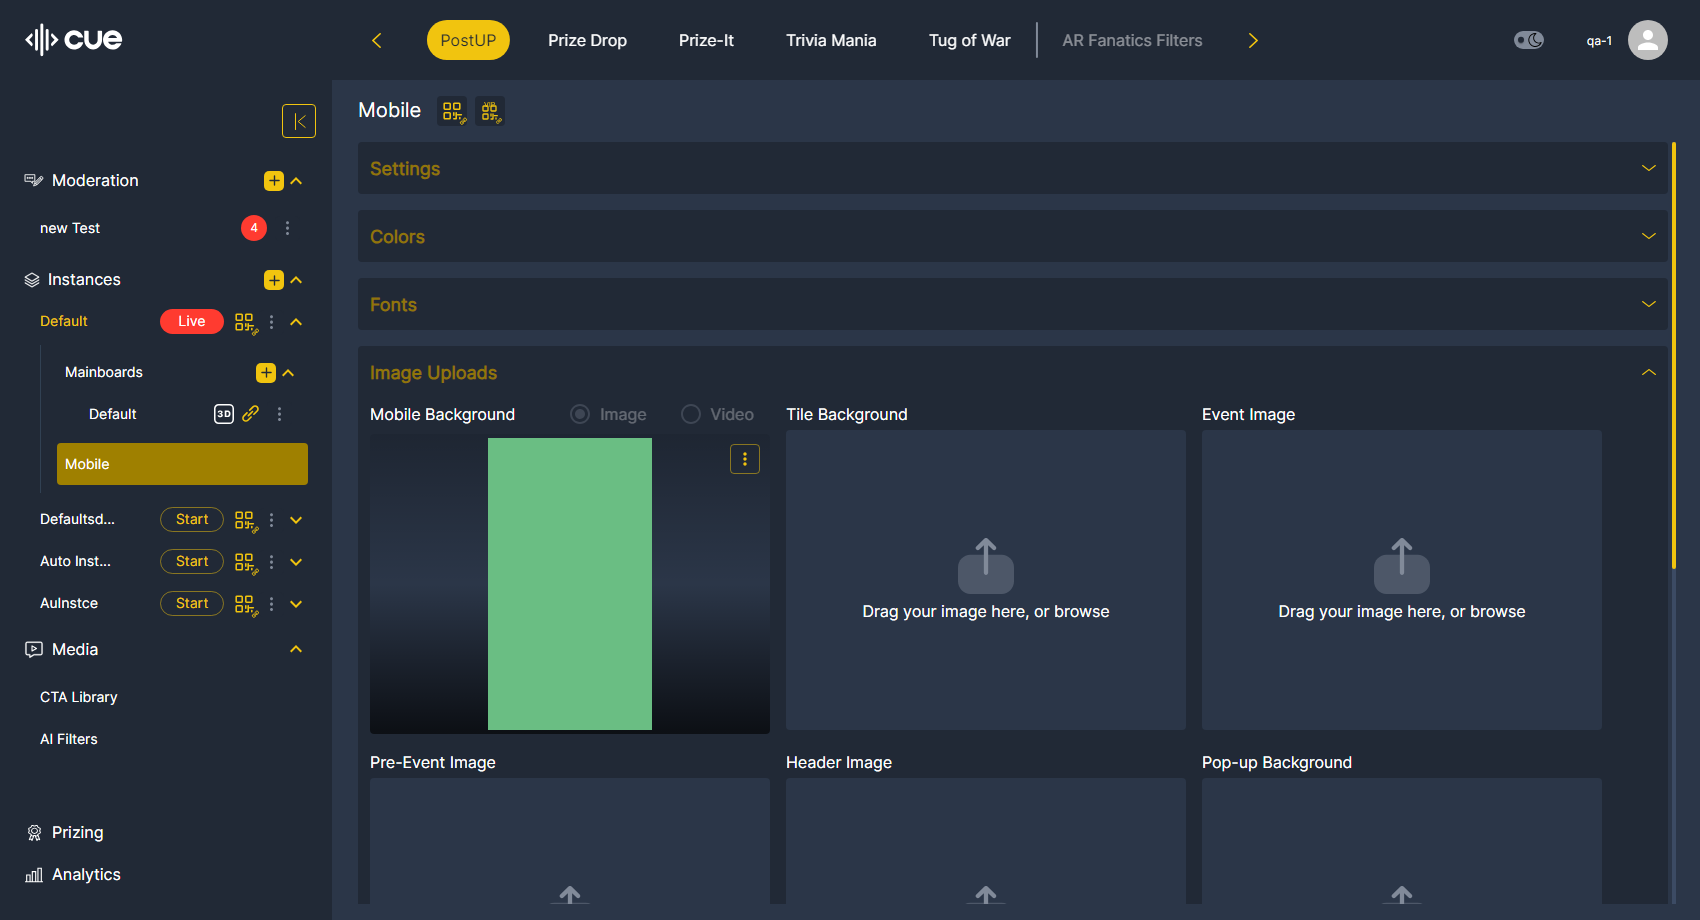 cue
PostUP
Prize Drop
Prize-It
Trivia Mania
Tug of War
AR Fanatics Filters
qa-1
Moderation
new Test
4
Instances
Default
Live
Mainboards
Default
3D
Mobile
Defaultsd...
Start
Auto Inst...
Start
AuInstce
Start
Media
CTA Library
AI Filters
Prizing
Analytics
Mobile
VIP
Settings
Colors
Fonts
Image Uploads
Mobile Background
Image
Video
Tile Background
Drag your image here, or browse
Event Image
Drag your image here, or browse
Pre-Event Image
Header Image
Pop-up Background